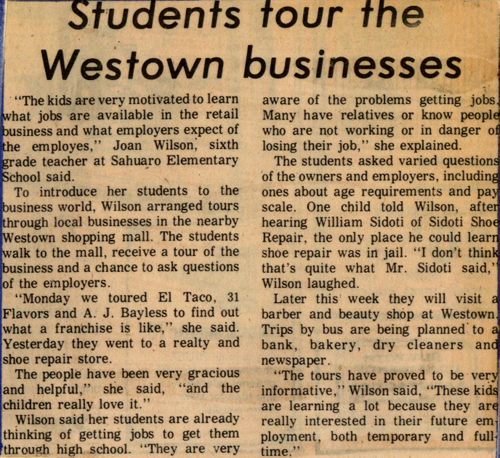 Students tour the
Westown businesses
"The kids are very motivated to learn
what jobs are available in the retail
business and what employers expect of
the employes," Joan Wilson, sixth
grade teacher at Sahuaro Elementary
School said.
To introduce her students to the
business world, Wilson arranged tours
through local businesses in the nearby
Westown shopping mall. The students
walk to the mall, receive a tour of the
business and a chance to ask questions
of the employers.
"Monday we toured El Taco, 31
Flavors and A. J. Bayless to find out
what a franchise is like," she said.
Yesterday they went to a realty and
shoe repair store.
The people have been very gracious
and helpful," she said, "and the
children really love it."
Wilson said her students are already
thinking of getting jobs to get them
through high school. "They are very
aware of the problems getting jobs.
Many have relatives or know people
who are not working or in danger of
losing their job," she explained.
The students asked varied questions
of the owners and employers, including
ones about age requirements and pay
scale. One child told Wilson, after
hearing William Sidoti of Sidoti Shoe
Repair, the only place he could learn
shoe repair was in jail. "I don't think
that's quite what Mr. Sidoti said,"
Wilson laughed.
Later this week they will visit a
barber and beauty shop at Westown.
Trips by bus are being planned to a
bank, bakery, dry cleaners and
newspaper.
"The tours have proved to be very
informative," Wilson said, "These kids
are learning a lot because they are
really interested in their future em-
ployment, both temporary and full-
time."